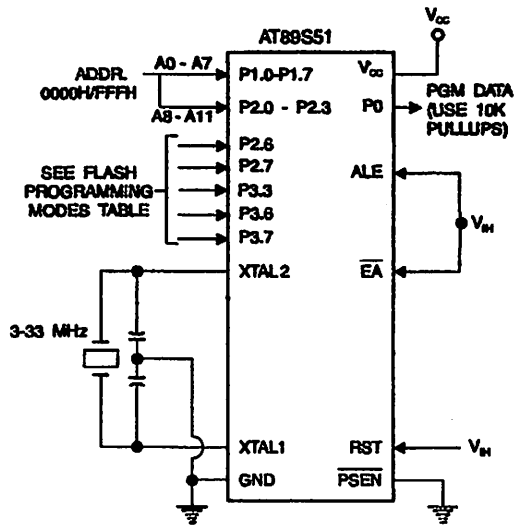 AT89S51
VCC
A0 - A7
ADDR.
0000H/FFFH
P1.0-P1.7
VCC
A8 - A11
P2.0 - P2.3
P0
PGM DATA
(USE 10K
PULLUPS)
P2.6
P2.7
P3.3
P3.6
P3.7
SEE FLASH
PROGRAMMING
MODES TABLE
ALE
VIH
EA
XTAL2
3-33 MHz
XTAL1
RST
VIH
GND
PSEN